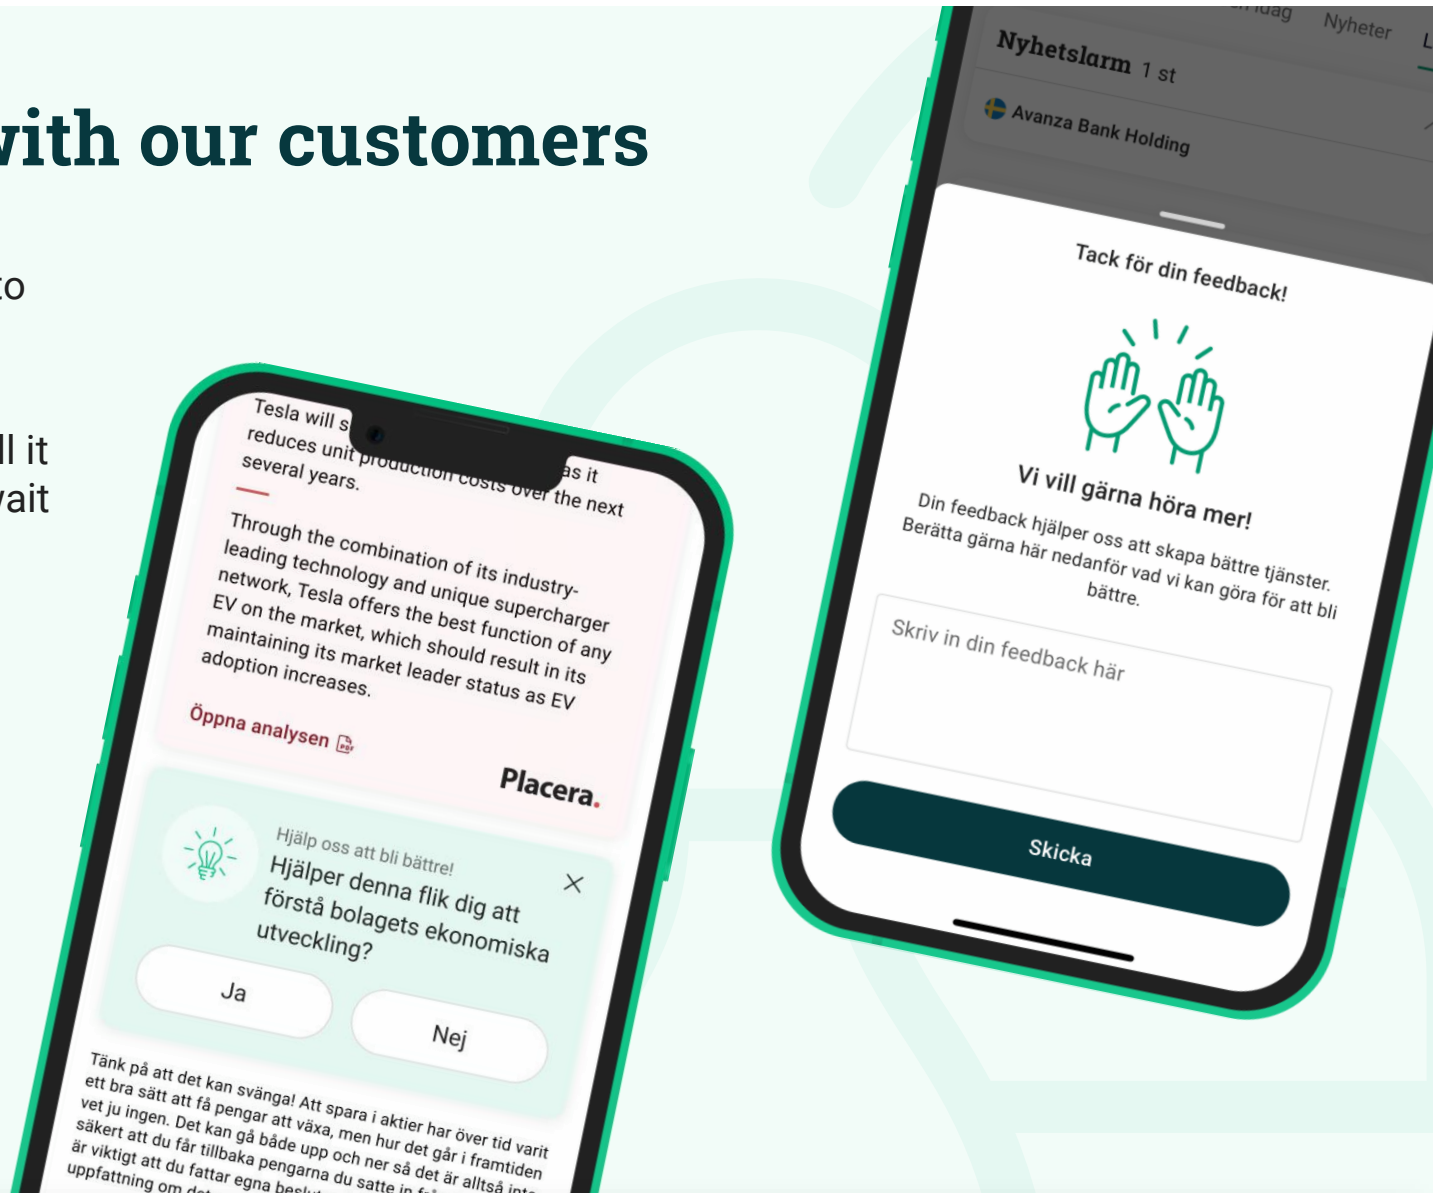 with our customers
to
ll it
wait
Tesla will s
as it
reduces unit production costs over the next
several years.
Through the combination of its industry-
leading technology and unique supercharger
network, Tesla offers the best function of any
EV on the market, which should result in its
maintaining its market leader status as EV
adoption increases.
Öppna analysen
PDF
Placera.
Hjälp oss att bli bättre!
Hjälper denna flik dig att
förstå bolagets ekonomiska
utveckling?
Ja
Nej
Tänk på att det kan svänga! Att spara i aktier har över tid varit
ett bra sätt att få pengar att växa, men hur det går i framtiden
vet ju ingen. Det kan gå både upp och ner så det är alltså inte
säkert att du får tillbaka pengarna du satte in
är viktigt att du fattar egna
uppfattning om
idag
Nyheter
Nyhetslarm 1 st
Avanza Bank Holding
Tack för din feedback!
Vi vill gärna höra mer!
Din feedback hjälper oss att skapa bättre tjänster.
Berätta gärna här nedanför vad vi kan göra för att bli
bättre.
Skriv in din feedback här
Skicka